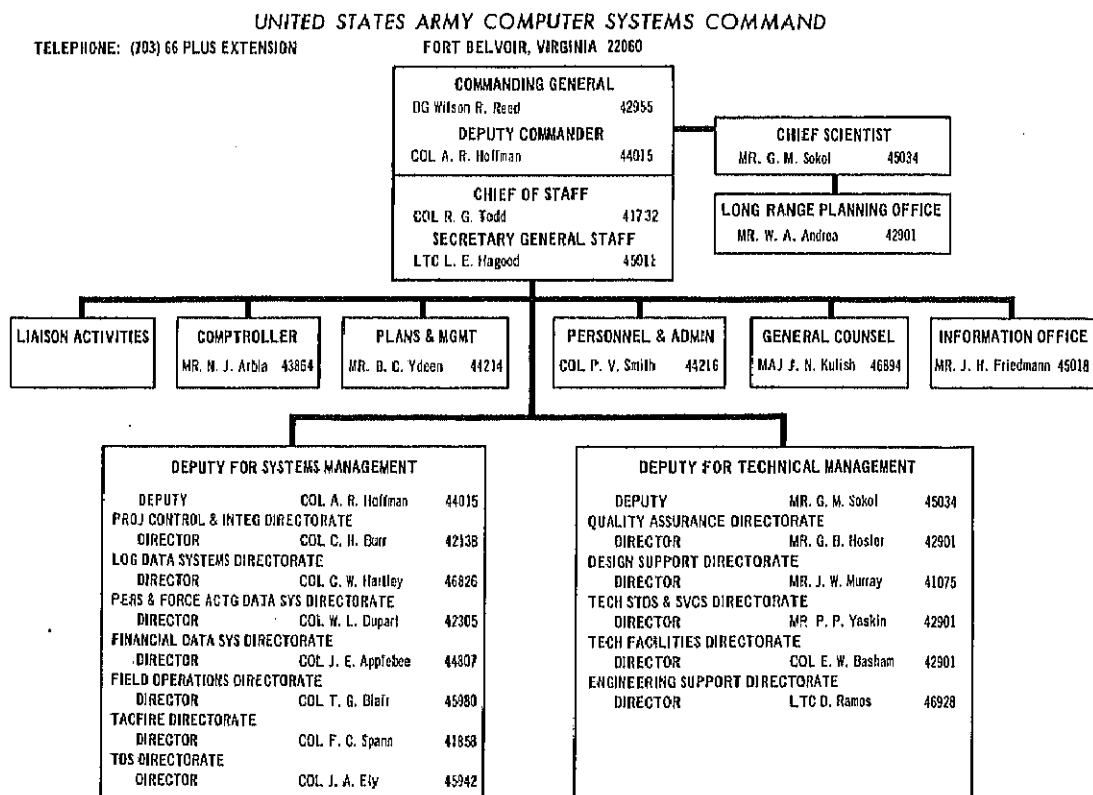 UNITED STATES ARMY COMPUTER SYSTEMS COMMAND
TELEPHONE: (703) 66 PLUS EXTENSION
FORT BELVOIR, VIRGINIA 22060
COMMANDING GENERAL
BG Wilson R. Reed 42955
DEPUTY COMMANDER
COL A. R. Hoffman 44015
CHIEF OF STAFF
COL R. G. Todd 41732
SECRETARY GENERAL STAFF
LTC L. E. Hagood 45011
CHIEF SCIENTIST
MR. G. M. Sokol 45034
LONG RANGE PLANNING OFFICE
MR. W. A. Andrea 42901
LIAISON ACTIVITIES
COMPTROLLER
MR. N. J. Arbia 43864
PLANS & MGMT
MR. B. C. Ydeen 44214
PERSONNEL & ADMIN
COL P. V. Smith 44216
GENERAL COUNSEL
MAJ F. N. Kulish 46894
INFORMATION OFFICE
MR. J. H. Friedmann 45018
DEPUTY FOR SYSTEMS MANAGEMENT
DEPUTY COL A. R. Hoffman 44015
PROJ CONTROL & INTEG DIRECTORATE
DIRECTOR COL C. H. Burr 42138
LOG DATA SYSTEMS DIRECTORATE
DIRECTOR COL G. W. Hartley 46826
PERS & FORCE ACTG DATA SYS DIRECTORATE
DIRECTOR COL W. L. Dupart 42305
FINANCIAL DATA SYS DIRECTORATE
DIRECTOR COL J. E. Applebee 44807
FIELD OPERATIONS DIRECTORATE
DIRECTOR COL T. G. Blair 45980
TACFIRE DIRECTORATE
DIRECTOR COL F. C. Spann 41858
TOS DIRECTORATE
DIRECTOR COL J. A. Ely 45942
DEPUTY FOR TECHNICAL MANAGEMENT
DEPUTY MR. G. M. Sokol 45034
QUALITY ASSURANCE DIRECTORATE
DIRECTOR MR. G. B. Hosler 42901
DESIGN SUPPORT DIRECTORATE
DIRECTOR MR. J. W. Murray 41075
TECH STDS & SVCS DIRECTORATE
DIRECTOR MR P. P. Yaskin 42901
TECH FACILITIES DIRECTORATE
DIRECTOR COL E. W. Basham 42901
ENGINEERING SUPPORT DIRECTORATE
DIRECTOR LTC D. Ramos 46928